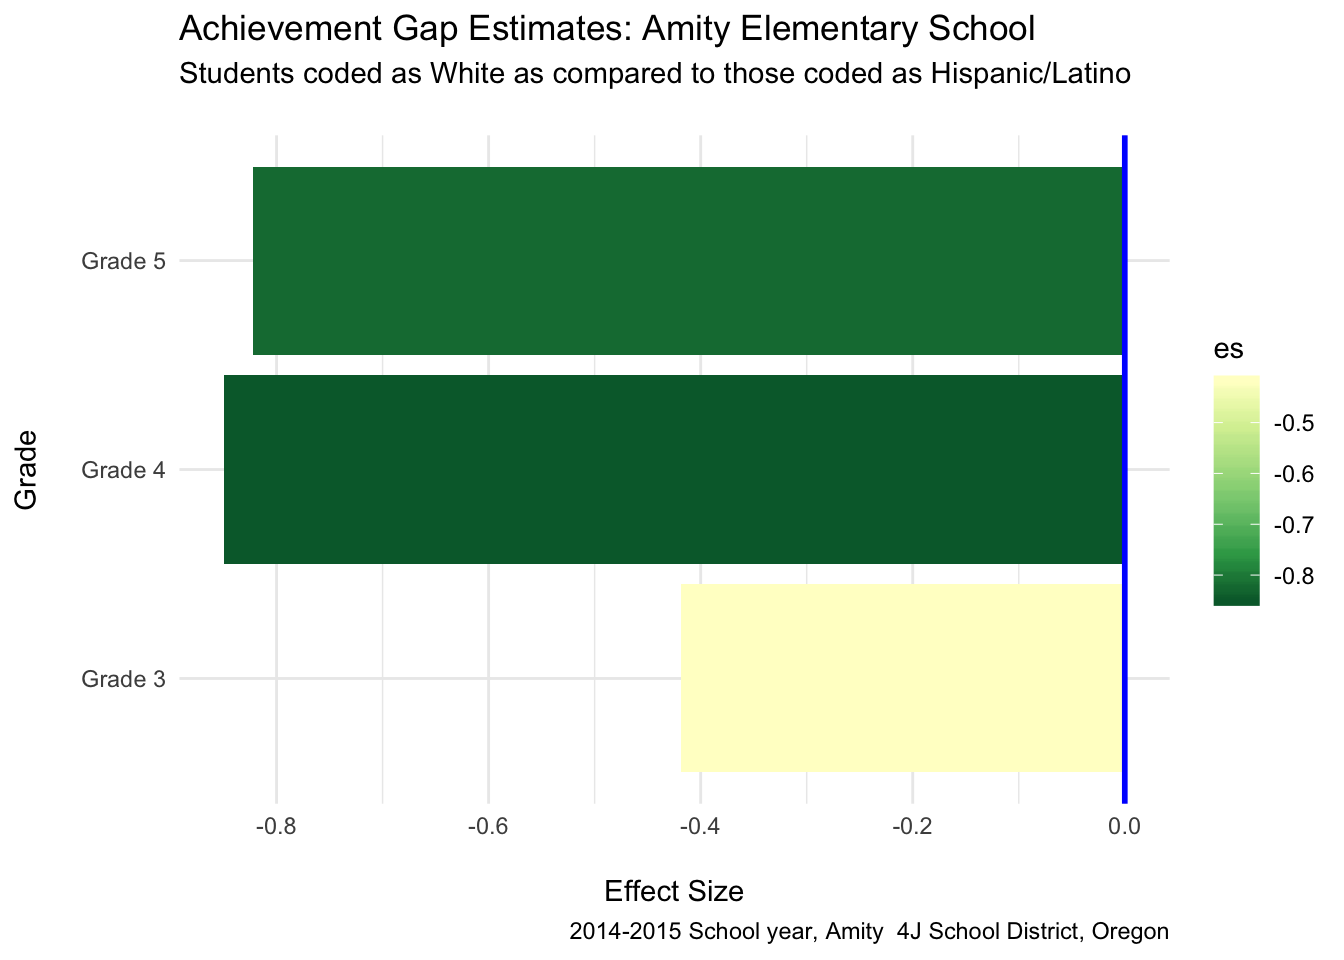 Achievement Gap Estimates: Amity Elementary School
Students coded as White as compared to those coded as Hispanic/Latino
Grade
Grade 5
Grade 4
Grade 3
-0.8
-0.6
-0.4
-0.2
0.0
Effect Size
2014-2015 School year, Amity  4J School District, Oregon
es
-0.5
-0.6
-0.7
-0.8